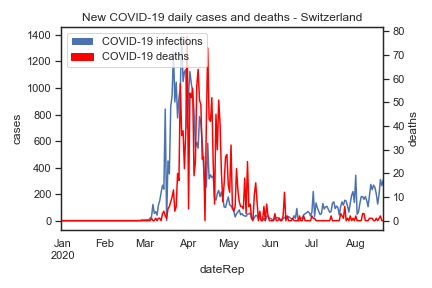 New COVID-19 daily cases and deaths - Switzerland
COVID-19 infections
COVID-19 deaths
1400
1200
1000
800
600
400
200
0
cases
80
70
60
50
40
30
20
10
0
deaths
Jan Feb Mar Apr May Jun Jul Aug
2020
dateRep